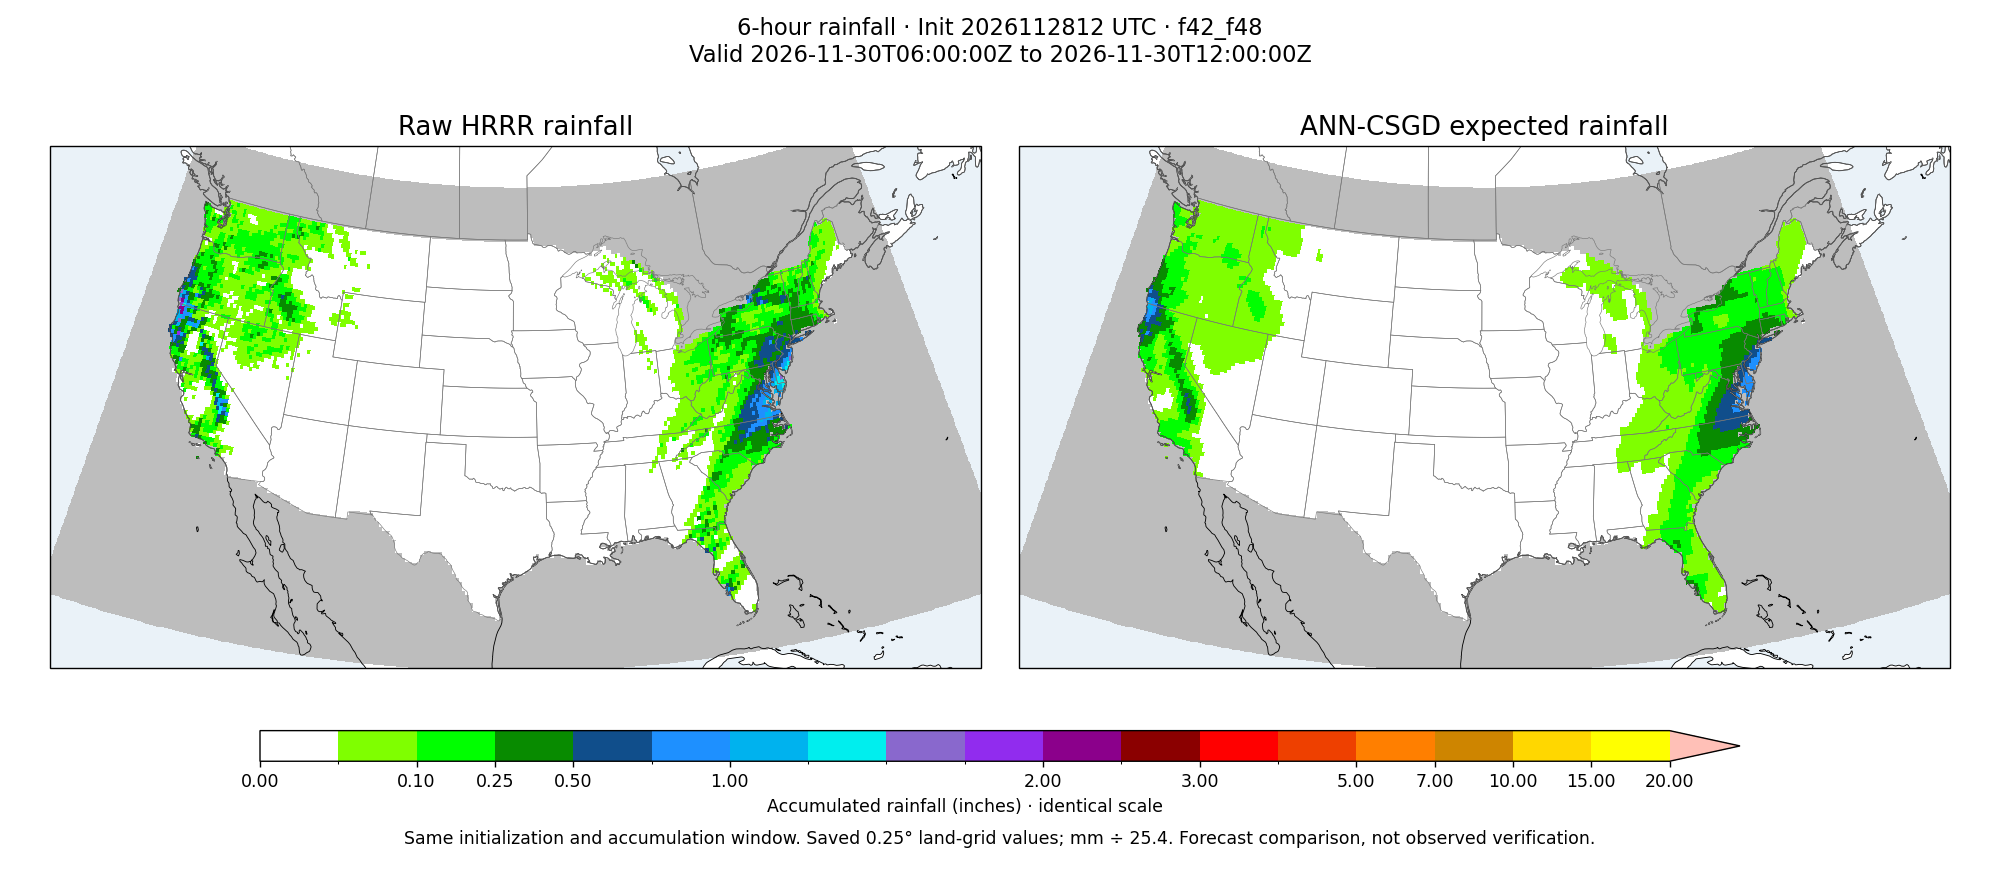 6-hour rainfall · Init 2026112812 UTC · f42_f48
Valid 2026-11-30T06:00:00Z to 2026-11-30T12:00:00Z
Raw HRRR rainfall
ANN-CSGD expected rainfall
0.00 0.10 0.25 0.50 1.00 2.00 3.00 5.00 7.00 10.00 15.00 20.00
Accumulated rainfall (inches) · identical scale
Same initialization and accumulation window. Saved 0.25° land-grid values; mm ÷ 25.4. Forecast comparison, not observed verification.